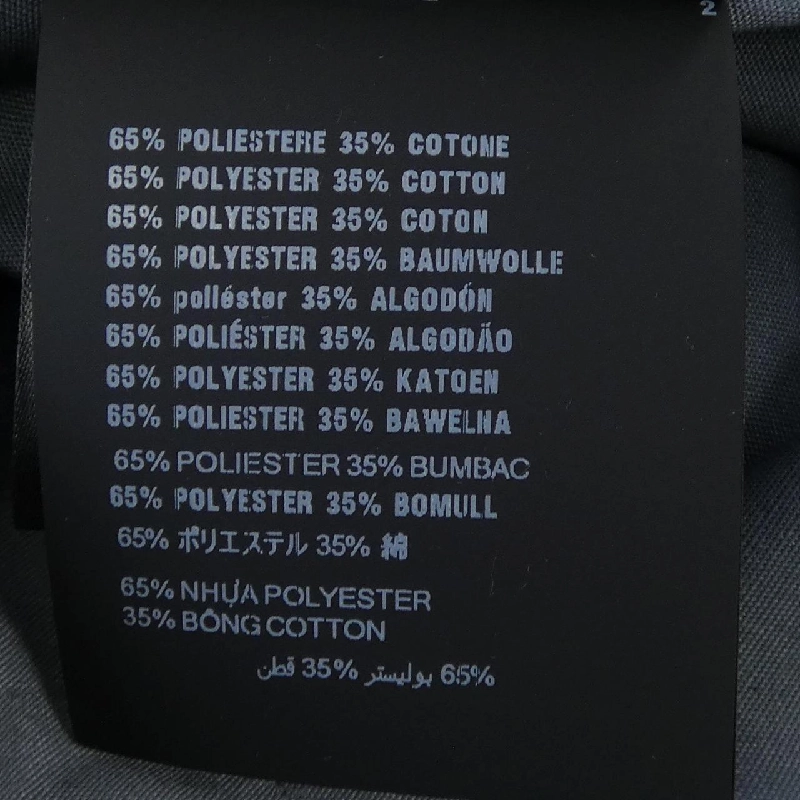 2
65% POLIESTERE 35% COTONE
65% POLYESTER 35% COTTON
65% POLYESTER 35% COTON
65% POLYESTER 35% BAUMWOLLE
65% poliéster 35% ALGODÓN
65% POLIÉSTER 35% ALGODÃO
65% POLYESTER 35% KATOEN
65% POLIESTER 35% BAWELNA
65% POLIESTER 35% BUMBAC
65% POLYESTER 35% BOMULL
65% ポリエステル 35% 綿
65% NHỰA POLYESTER
35% BÔNG COTTON
65% بوليستر 35% قطن